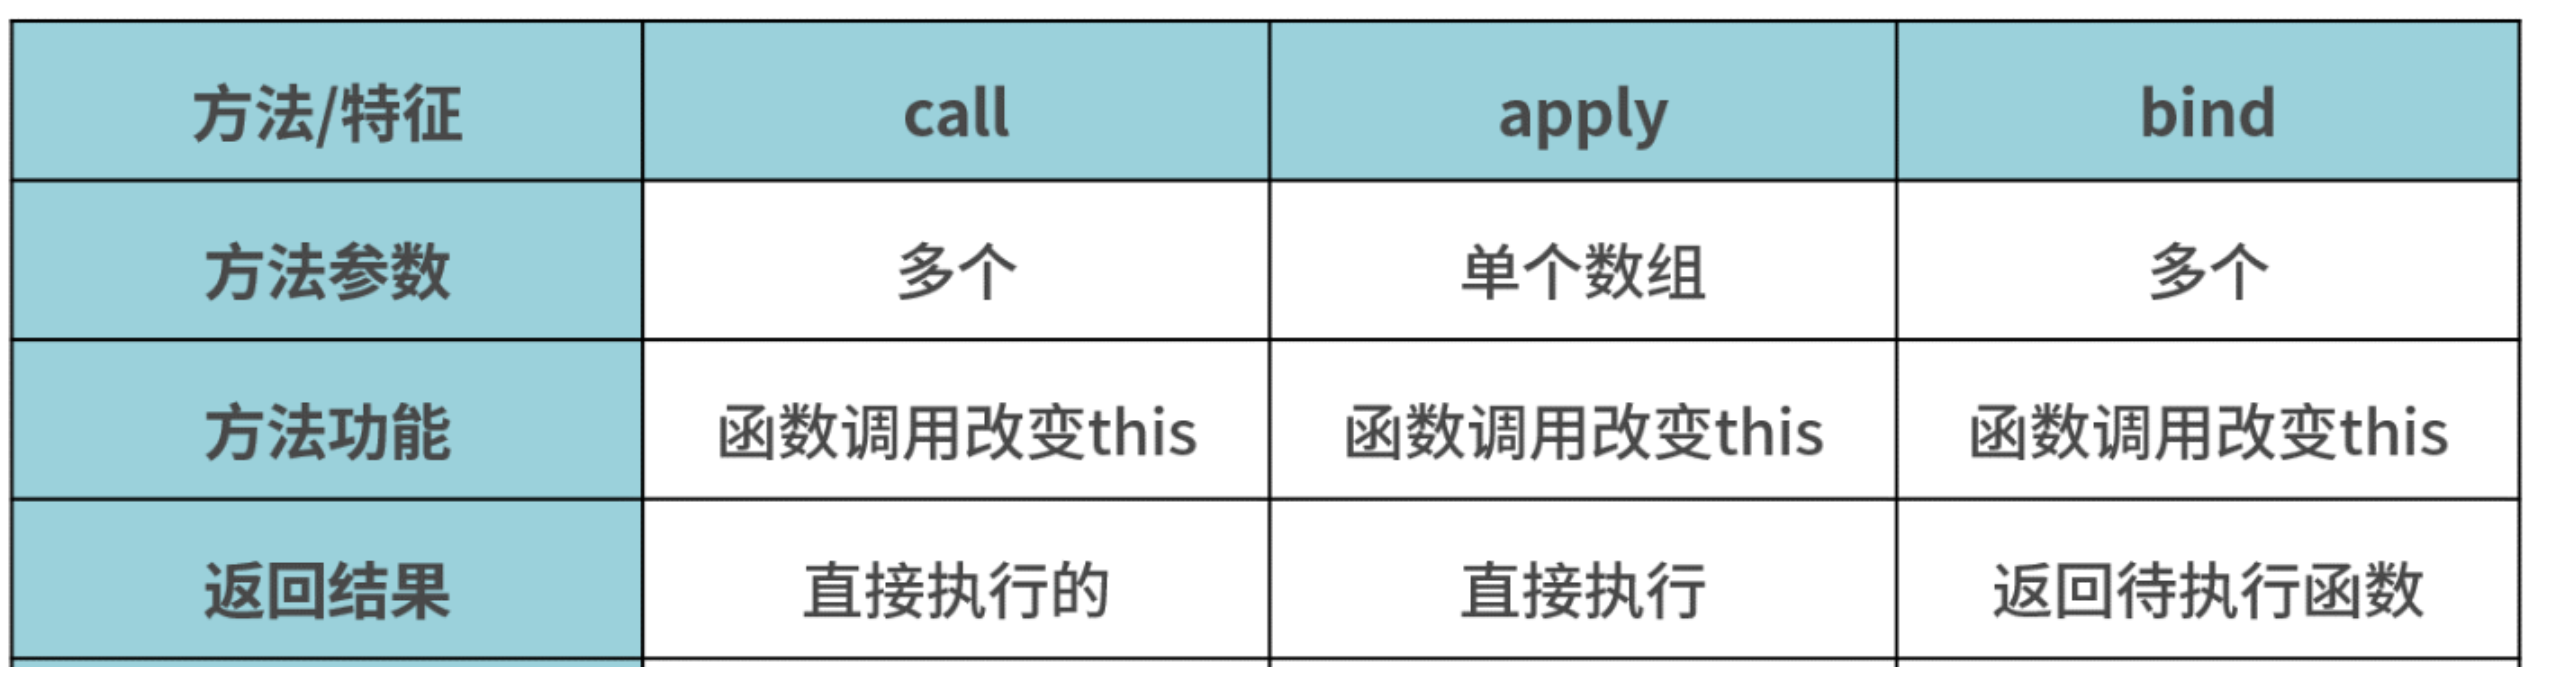 方法/特征 call apply bind
方法参数 多个 单个数组 多个
方法功能 函数调用改变this 函数调用改变this 函数调用改变this
返回结果 直接执行的 直接执行 返回待执行函数